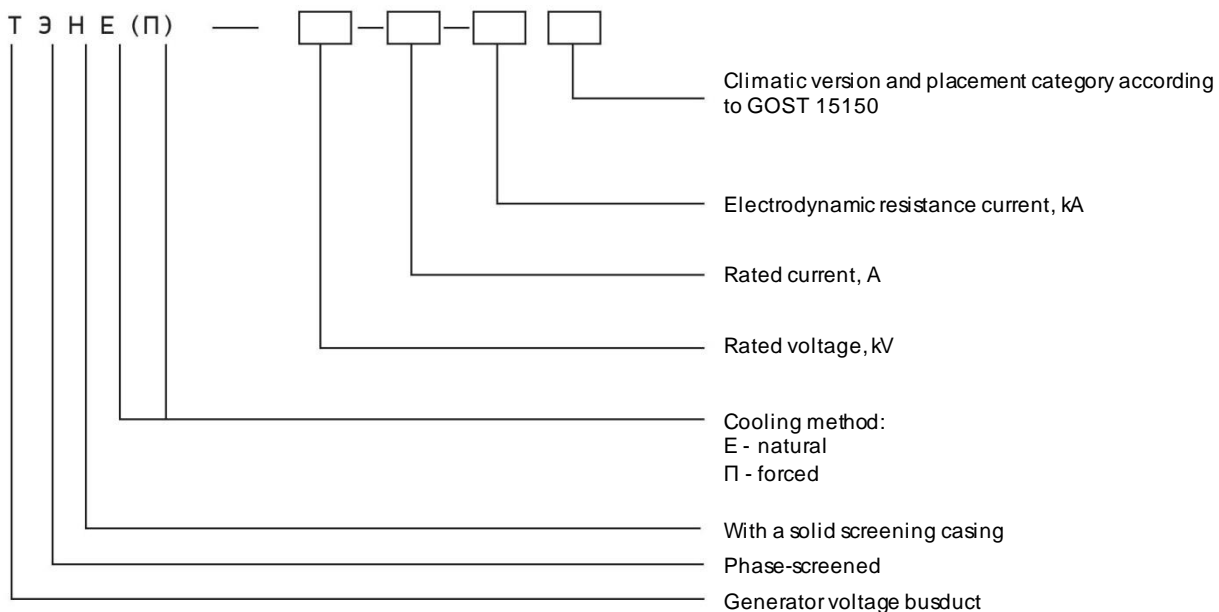 Т Э Н Е (П)
Climatic version and placement category according
to GOST 15150
Electrodynamic resistance current, kA
Rated current, A
Rated voltage, kV
Cooling method:
E - natural
П - forced
With a solid screening casing
Phase-screened
Generator voltage busduct